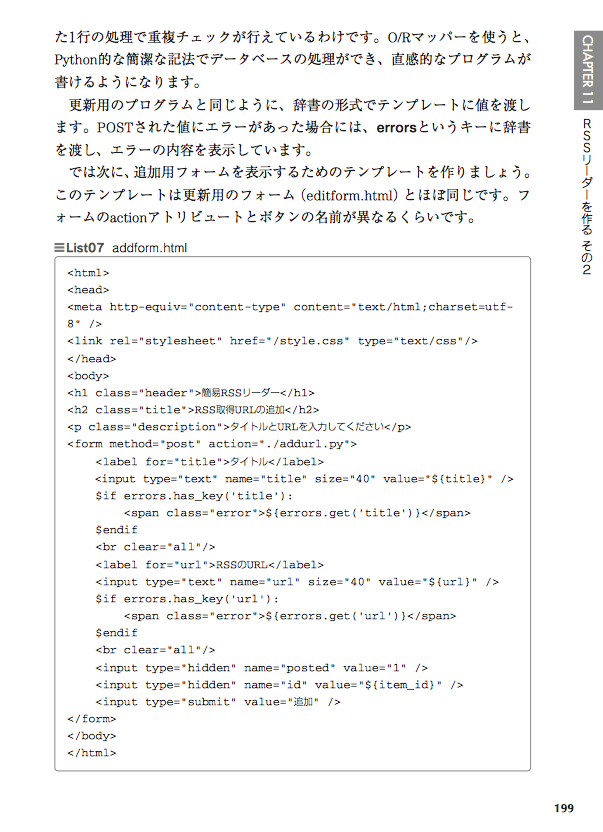 た1行の処理で重複チェックが行えているわけです。O/Rマッパーを使うと、
Python的な簡潔な記法でデータベースの処理ができ、直感的なプログラムが
書けるようになります。
更新用のプログラムと同じように、辞書の形式でテンプレートに値を渡し
ます。POSTされた値にエラーがあった場合には、errorsというキーに辞書
を渡し、エラーの内容を表示しています。
では次に、追加用フォームを表示するためのテンプレートを作りましょう。
このテンプレートは更新用のフォーム（editform.html）とほぼ同じです。フ
ォームのactionアトリビュートとボタンの名前が異なるくらいです。
☰List07 addform.html
<html>
<head>
<meta http-equiv="content-type" content="text/html;charset=utf-
8" />
<link rel="stylesheet" href="/style.css" type="text/css"/>
</head>
<body>
<h1 class="header">簡易RSSリーダー</h1>
<h2 class="title">RSS取得URLの追加</h2>
<p class="description">タイトルとURLを入力してください</p>
<form method="post" action="./addurl.py">
    <label for="title">タイトル</label>
    <input type="text" name="title" size="40" value="${title}" />
    $if errors.has_key('title'):
        <span class="error">${errors.get('title')}</span>
    $endif
    <br clear="all"/>
    <label for="url">RSSのURL</label>
    <input type="text" name="url" size="40" value="${url}" />
    $if errors.has_key('url'):
        <span class="error">${errors.get('url')}</span>
    $endif
    <br clear="all"/>
    <input type="hidden" name="posted" value="1" />
    <input type="hidden" name="id" value="${item_id}" />
    <input type="submit" value="追加" />
</form>
</body>
</html>
CHAPTER 11
RSSリーダーを作る その2
199